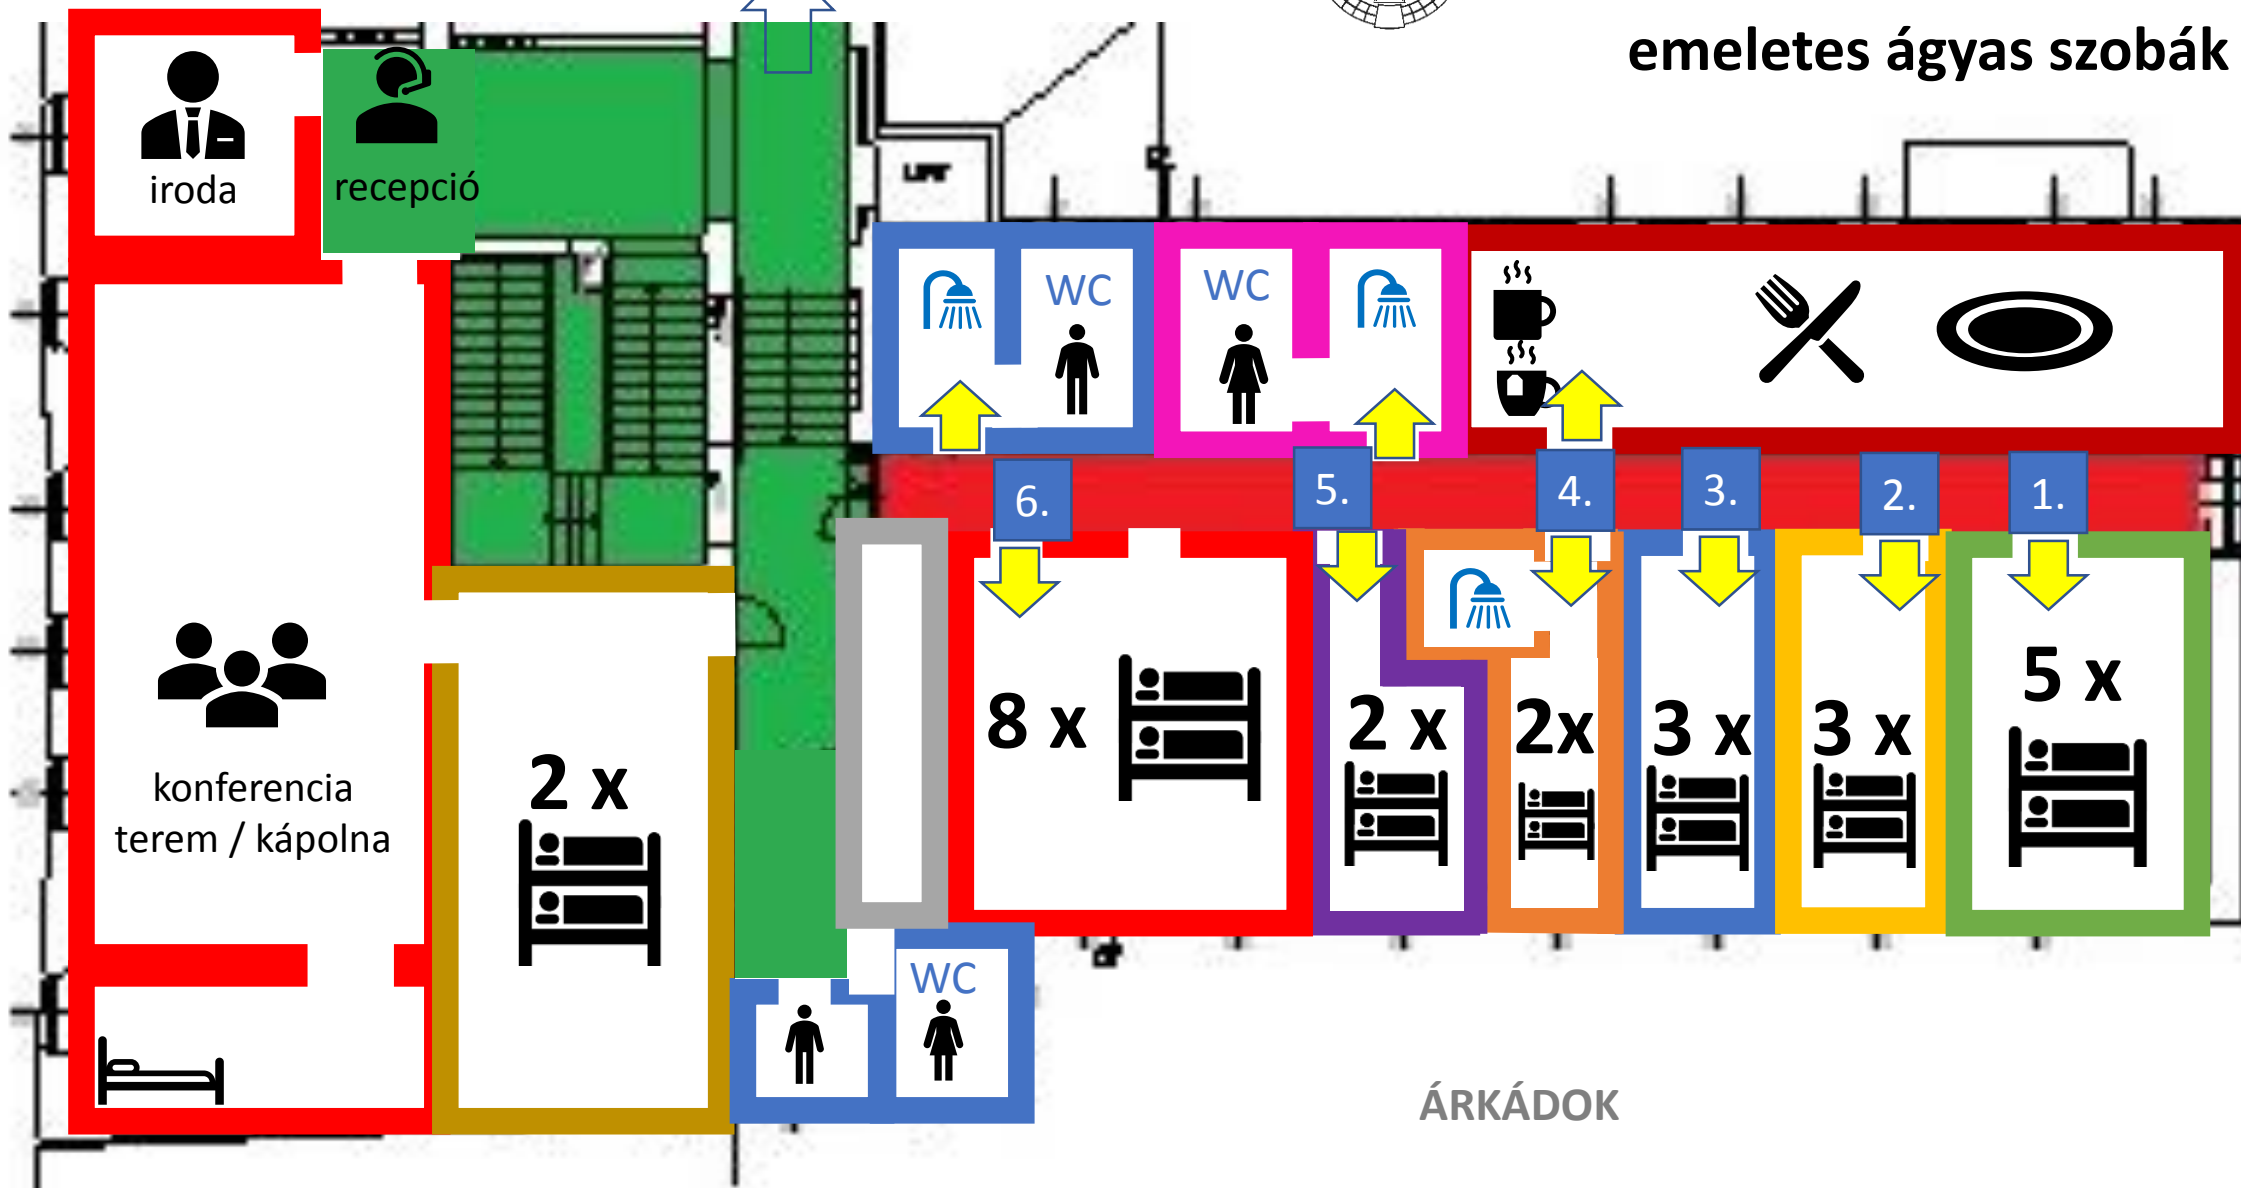 emeletes ágyas szobák
LIFT
iroda
recepció
WC
WC
6.
5.
4.
3.
2.
1.
8 x
2 x
2x
3 x
3 x
5 x
2 x
konferencia
terem / kápolna
WC
ÁRKÁDOK